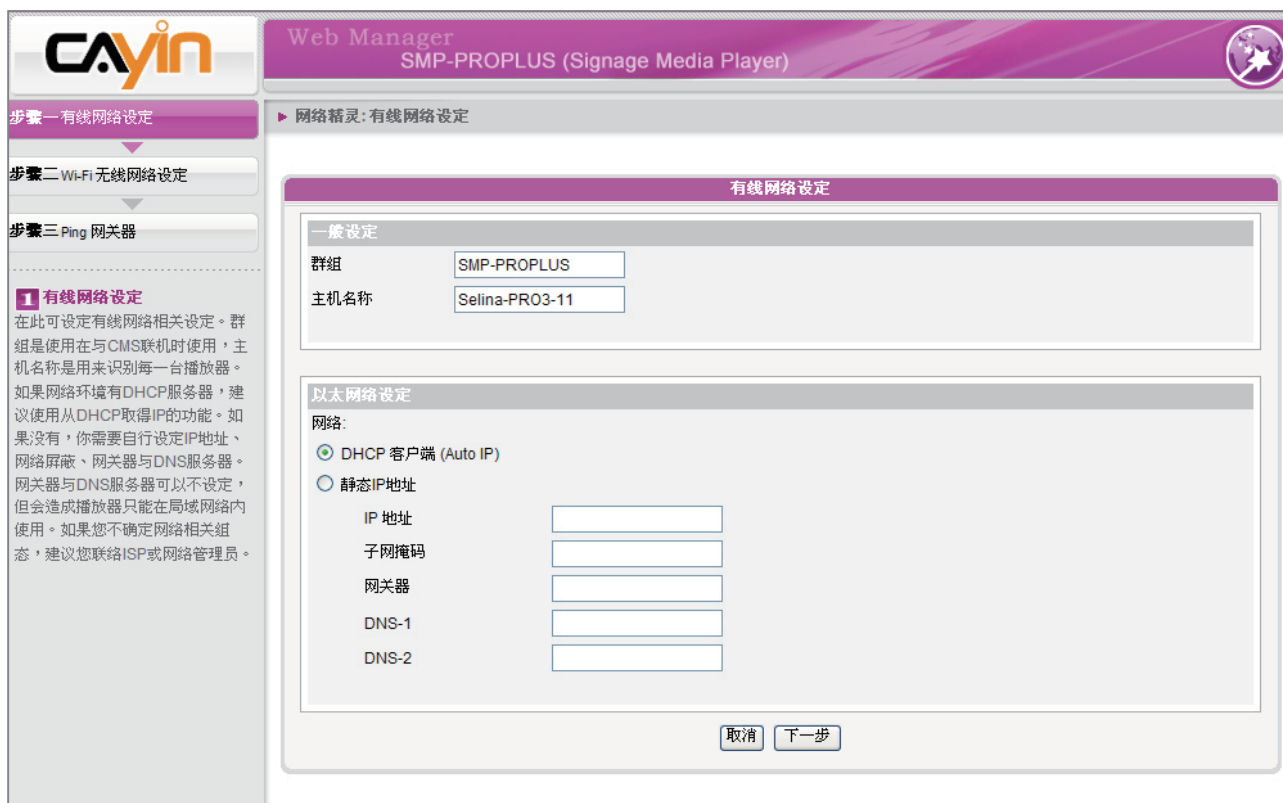 CAYIN
Web Manager
SMP-PROPLUS (Signage Media Player)
步骤一有线网络设定
步骤二 Wi-Fi 无线网络设定
步骤三 Ping 网关器
1 有线网络设定
在此可设定有线网络相关设定。群
组是使用在与CMS联机时使用，主
机名称是用来识别每一台播放器。
如果网络环境有DHCP服务器，建
议使用从DHCP取得IP的功能。如
果没有，你需要自行设定IP地址、
网络屏蔽、网关器与DNS服务器。
网关器与DNS服务器可以不设定，
但会造成播放器只能在局域网络内
使用。如果您不确定网络相关组
态，建议您联络ISP或网络管理员。
网络精灵:有线网络设定
有线网络设定
一般设定
群组 SMP-PROPLUS
主机名称 Selina-PRO3-11
以太网络设定
网络:
DHCP 客户端 (Auto IP)
静态IP地址
IP 地址
子网掩码
网关器
DNS-1
DNS-2
取消 下一步